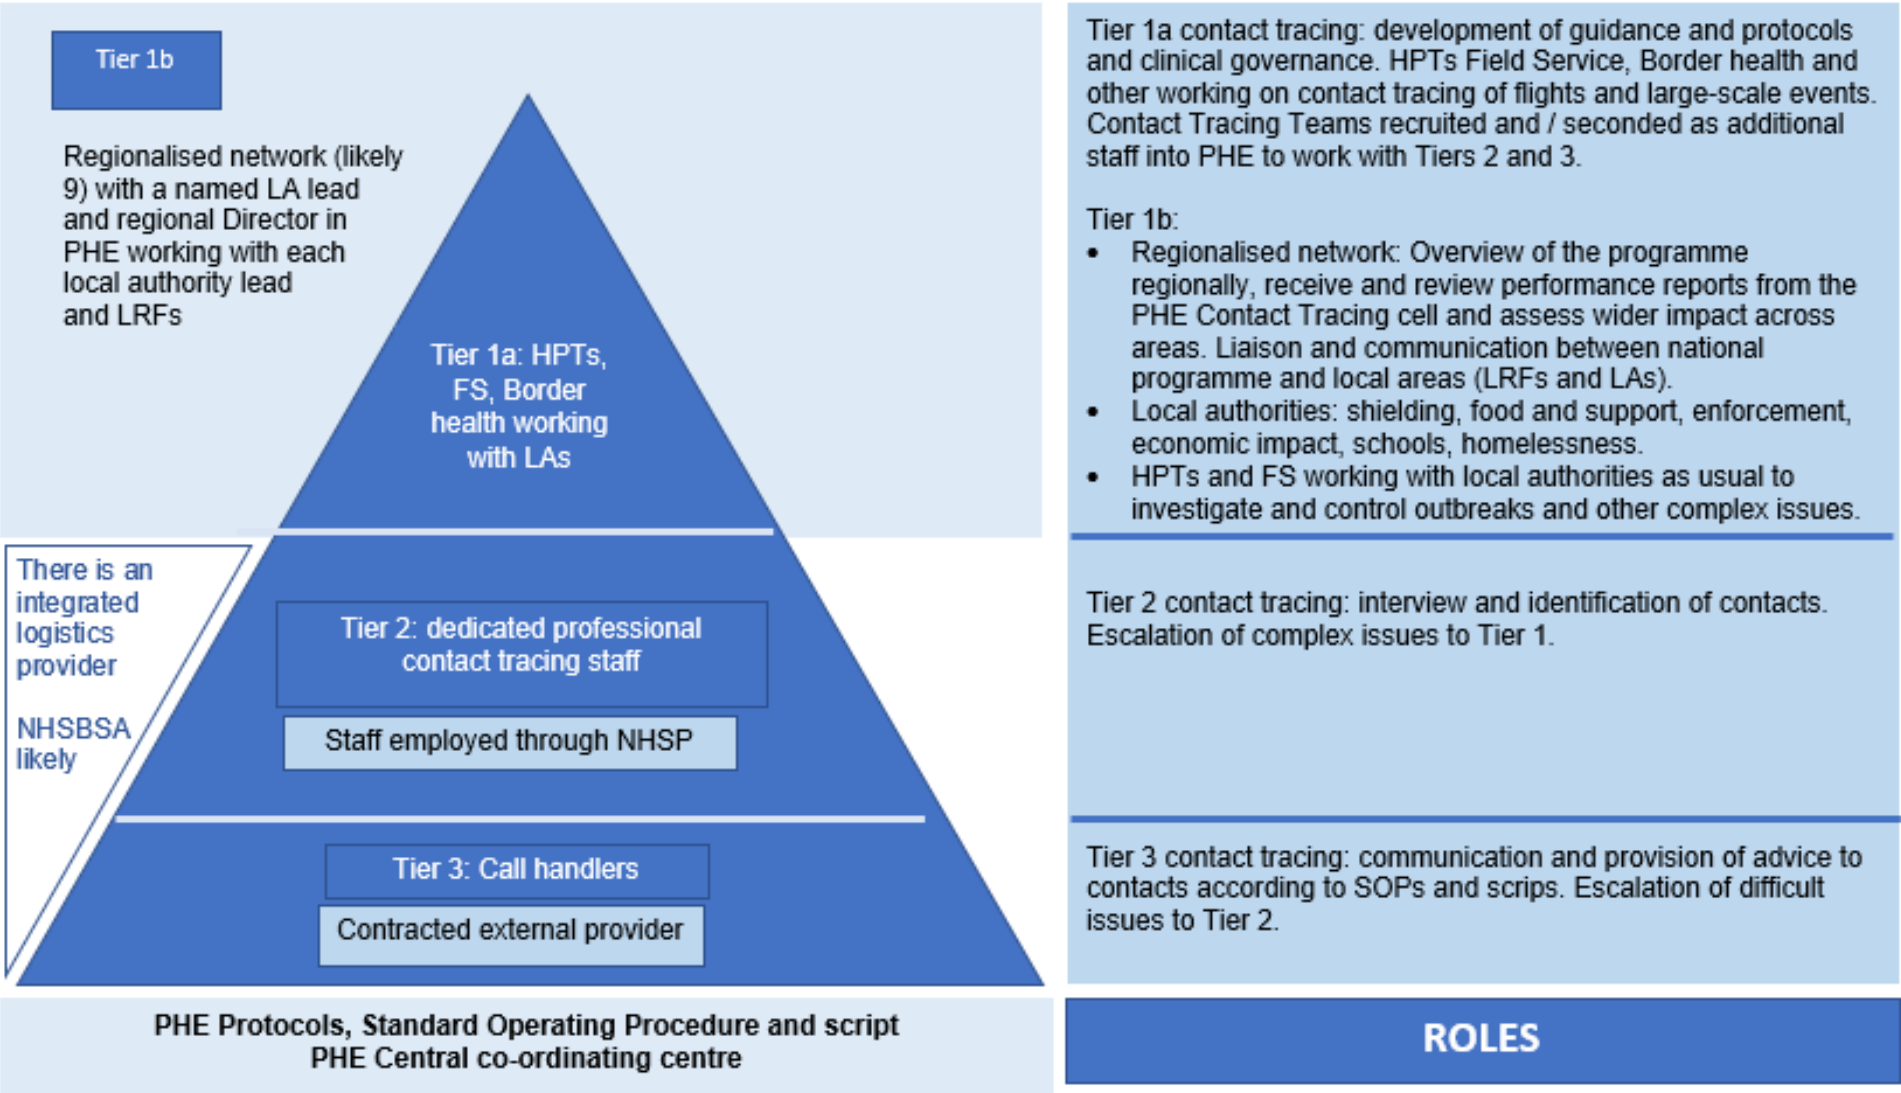 Tier 1b
Regionalised network (likely
9) with a named LA lead
and regional Director in
PHE working with each
local authority lead
and LRFs
Tier 1a: HPTs,
FS, Border
health working
with LAs
There is an
integrated
logistics
provider
NHSBSA
likely
Tier 2: dedicated professional
contact tracing staff
Staff employed through NHSP
Tier 3: Call handlers
Contracted external provider
PHE Protocols, Standard Operating Procedure and script
PHE Central co-ordinating centre
Tier 1a contact tracing: development of guidance and protocols
and clinical governance. HPTs Field Service, Border health and
other working on contact tracing of flights and large-scale events.
Contact Tracing Teams recruited and / seconded as additional
staff into PHE to work with Tiers 2 and 3.
Tier 1b:
• Regionalised network: Overview of the programme
regionally, receive and review performance reports from the
PHE Contact Tracing cell and assess wider impact across
areas. Liaison and communication between national
programme and local areas (LRFs and LAs).
• Local authorities: shielding, food and support, enforcement,
economic impact, schools, homelessness.
• HPTs and FS working with local authorities as usual to
investigate and control outbreaks and other complex issues.
Tier 2 contact tracing: interview and identification of contacts.
Escalation of complex issues to Tier 1.
Tier 3 contact tracing: communication and provision of advice to
contacts according to SOPs and scrips. Escalation of difficult
issues to Tier 2.
ROLES